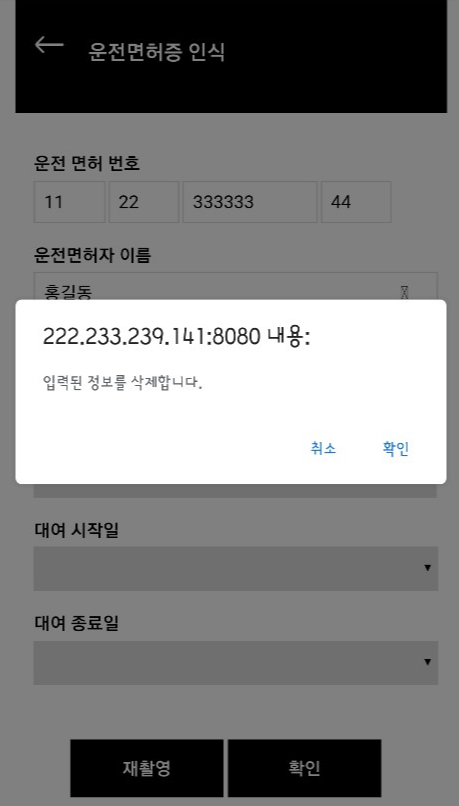 운전면허증 인식
운전 면허 번호
11 22 333333 44
운전면허자 이름
홍길동
222.233.239.141:8080 내용:
입력된 정보를 삭제합니다.
취소 확인
대여 시작일
대여 종료일
재촬영 확인